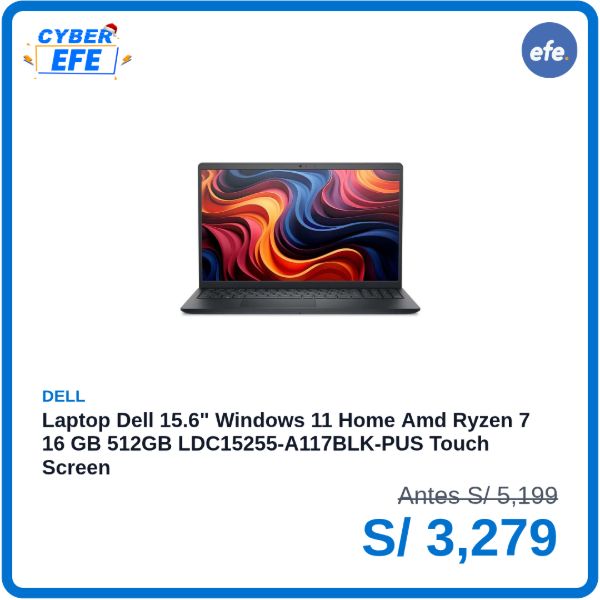 CYBER
EFE
efe.
DELL
Laptop Dell 15.6" Windows 11 Home Amd Ryzen 7
16 GB 512GB LDC15255-A117BLK-PUS Touch
Screen
Antes S/ 5,199
S/ 3,279